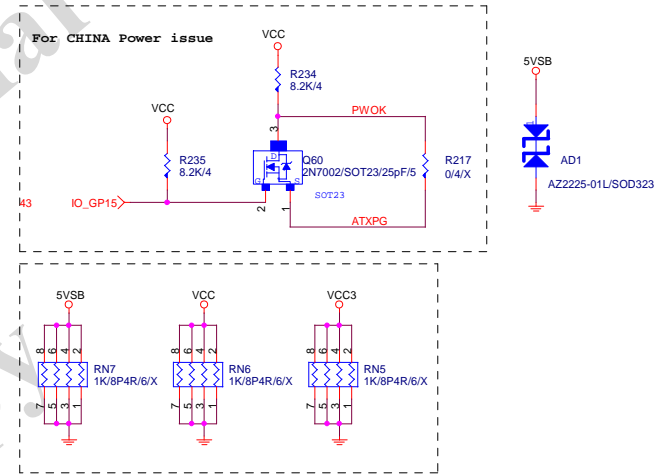 For CHINA Power issue
VCC
R234
8.2K/4
5VSB
VCC
PWOK
3
R235
8.2K/4
D
G
S
Q60
2N7002/SOT23/25pF/5
R217
0/4/X
AD1
AZ2225-01L/SOD323
SOT23
43
IO_GP15
2
1
ATXPG
5VSB
VCC
VCC3
8 6 4 2
8 6 4 2
8 6 4 2
RN7
1K/8P4R/6/X
RN6
1K/8P4R/6/X
RN5
1K/8P4R/6/X
7 5 3 1
7 5 3 1
7 5 3 1